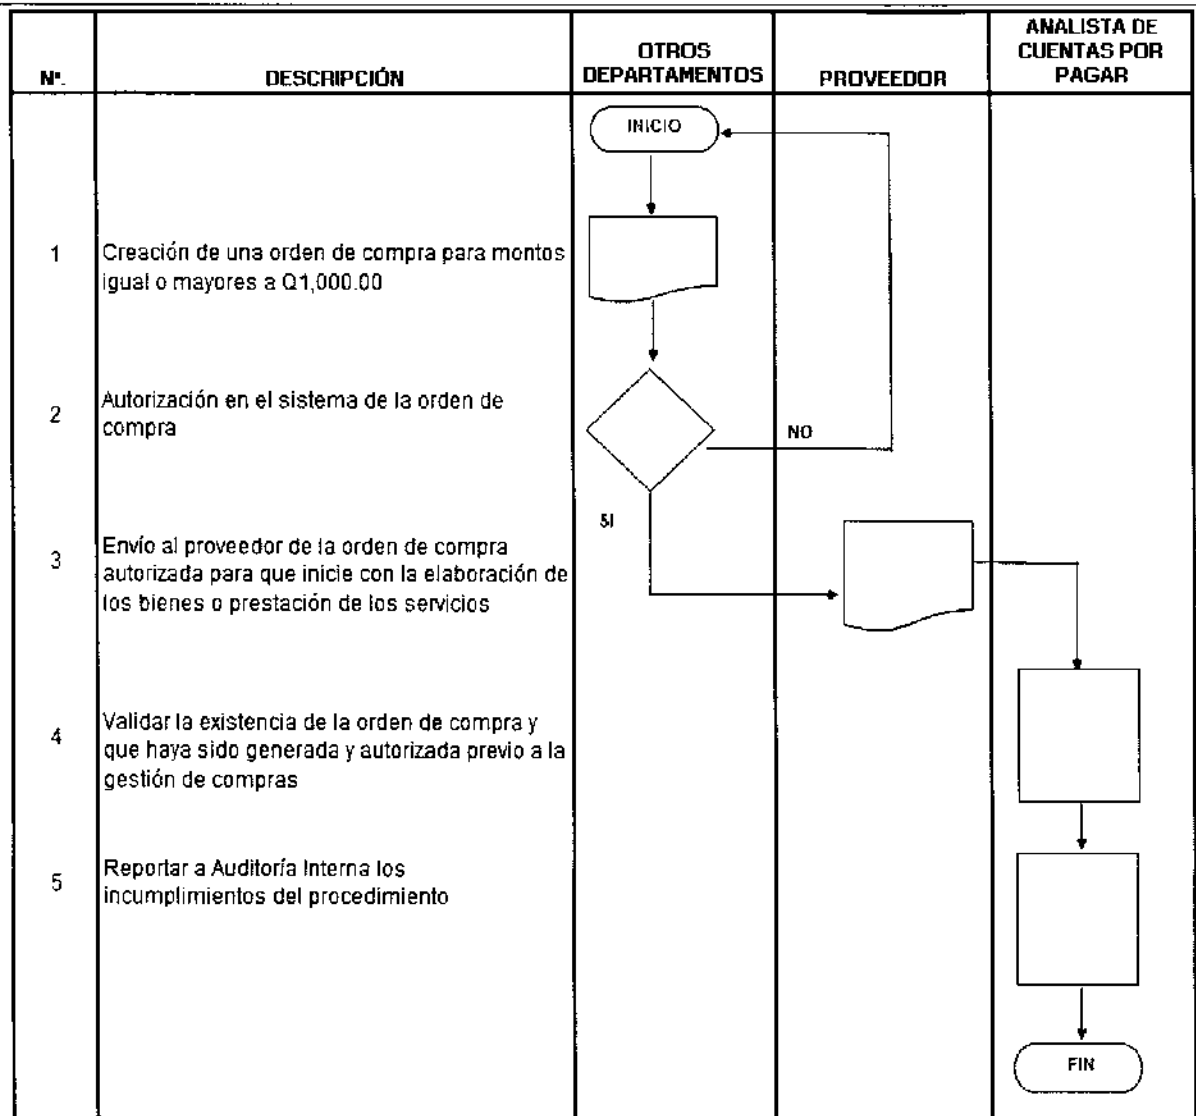 Nº.
DESCRIPCIÓN
OTROS
DEPARTAMENTOS
PROVEEDOR
ANALISTA DE
CUENTAS POR
PAGAR
INICIO
1
Creación de una orden de compra para montos
igual o mayores a Q1,000.00
2
Autorización en el sistema de la orden de
compra
NO
SI
3
Envío al proveedor de la orden de compra
autorizada para que inicie con la elaboración de
los bienes o prestación de los servicios
4
Validar la existencia de la orden de compra y
que haya sido generada y autorizada previo a la
gestión de compras
5
Reportar a Auditoría Interna los
incumplimientos del procedimiento
FIN